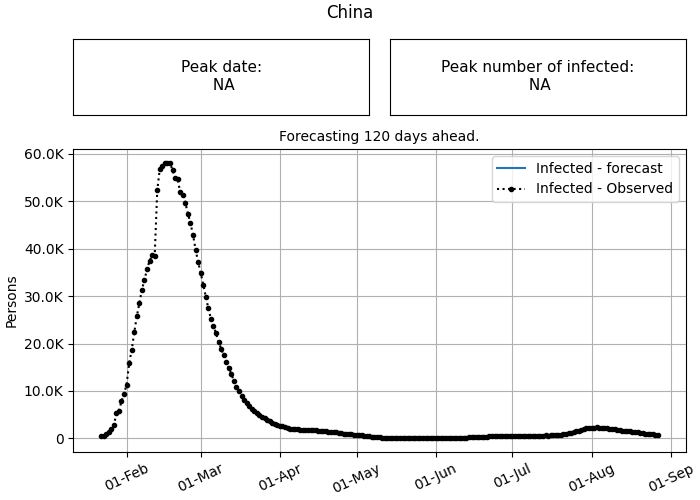 China
Peak date:
NA
Peak number of infected:
NA
Forecasting 120 days ahead.
60.0K
50.0K
40.0K
30.0K
20.0K
10.0K
0
Persons
Infected - forecast
Infected - Observed
01-Feb
01-Mar
01-Apr
01-May
01-Jun
01-Jul
01-Aug
01-Sep